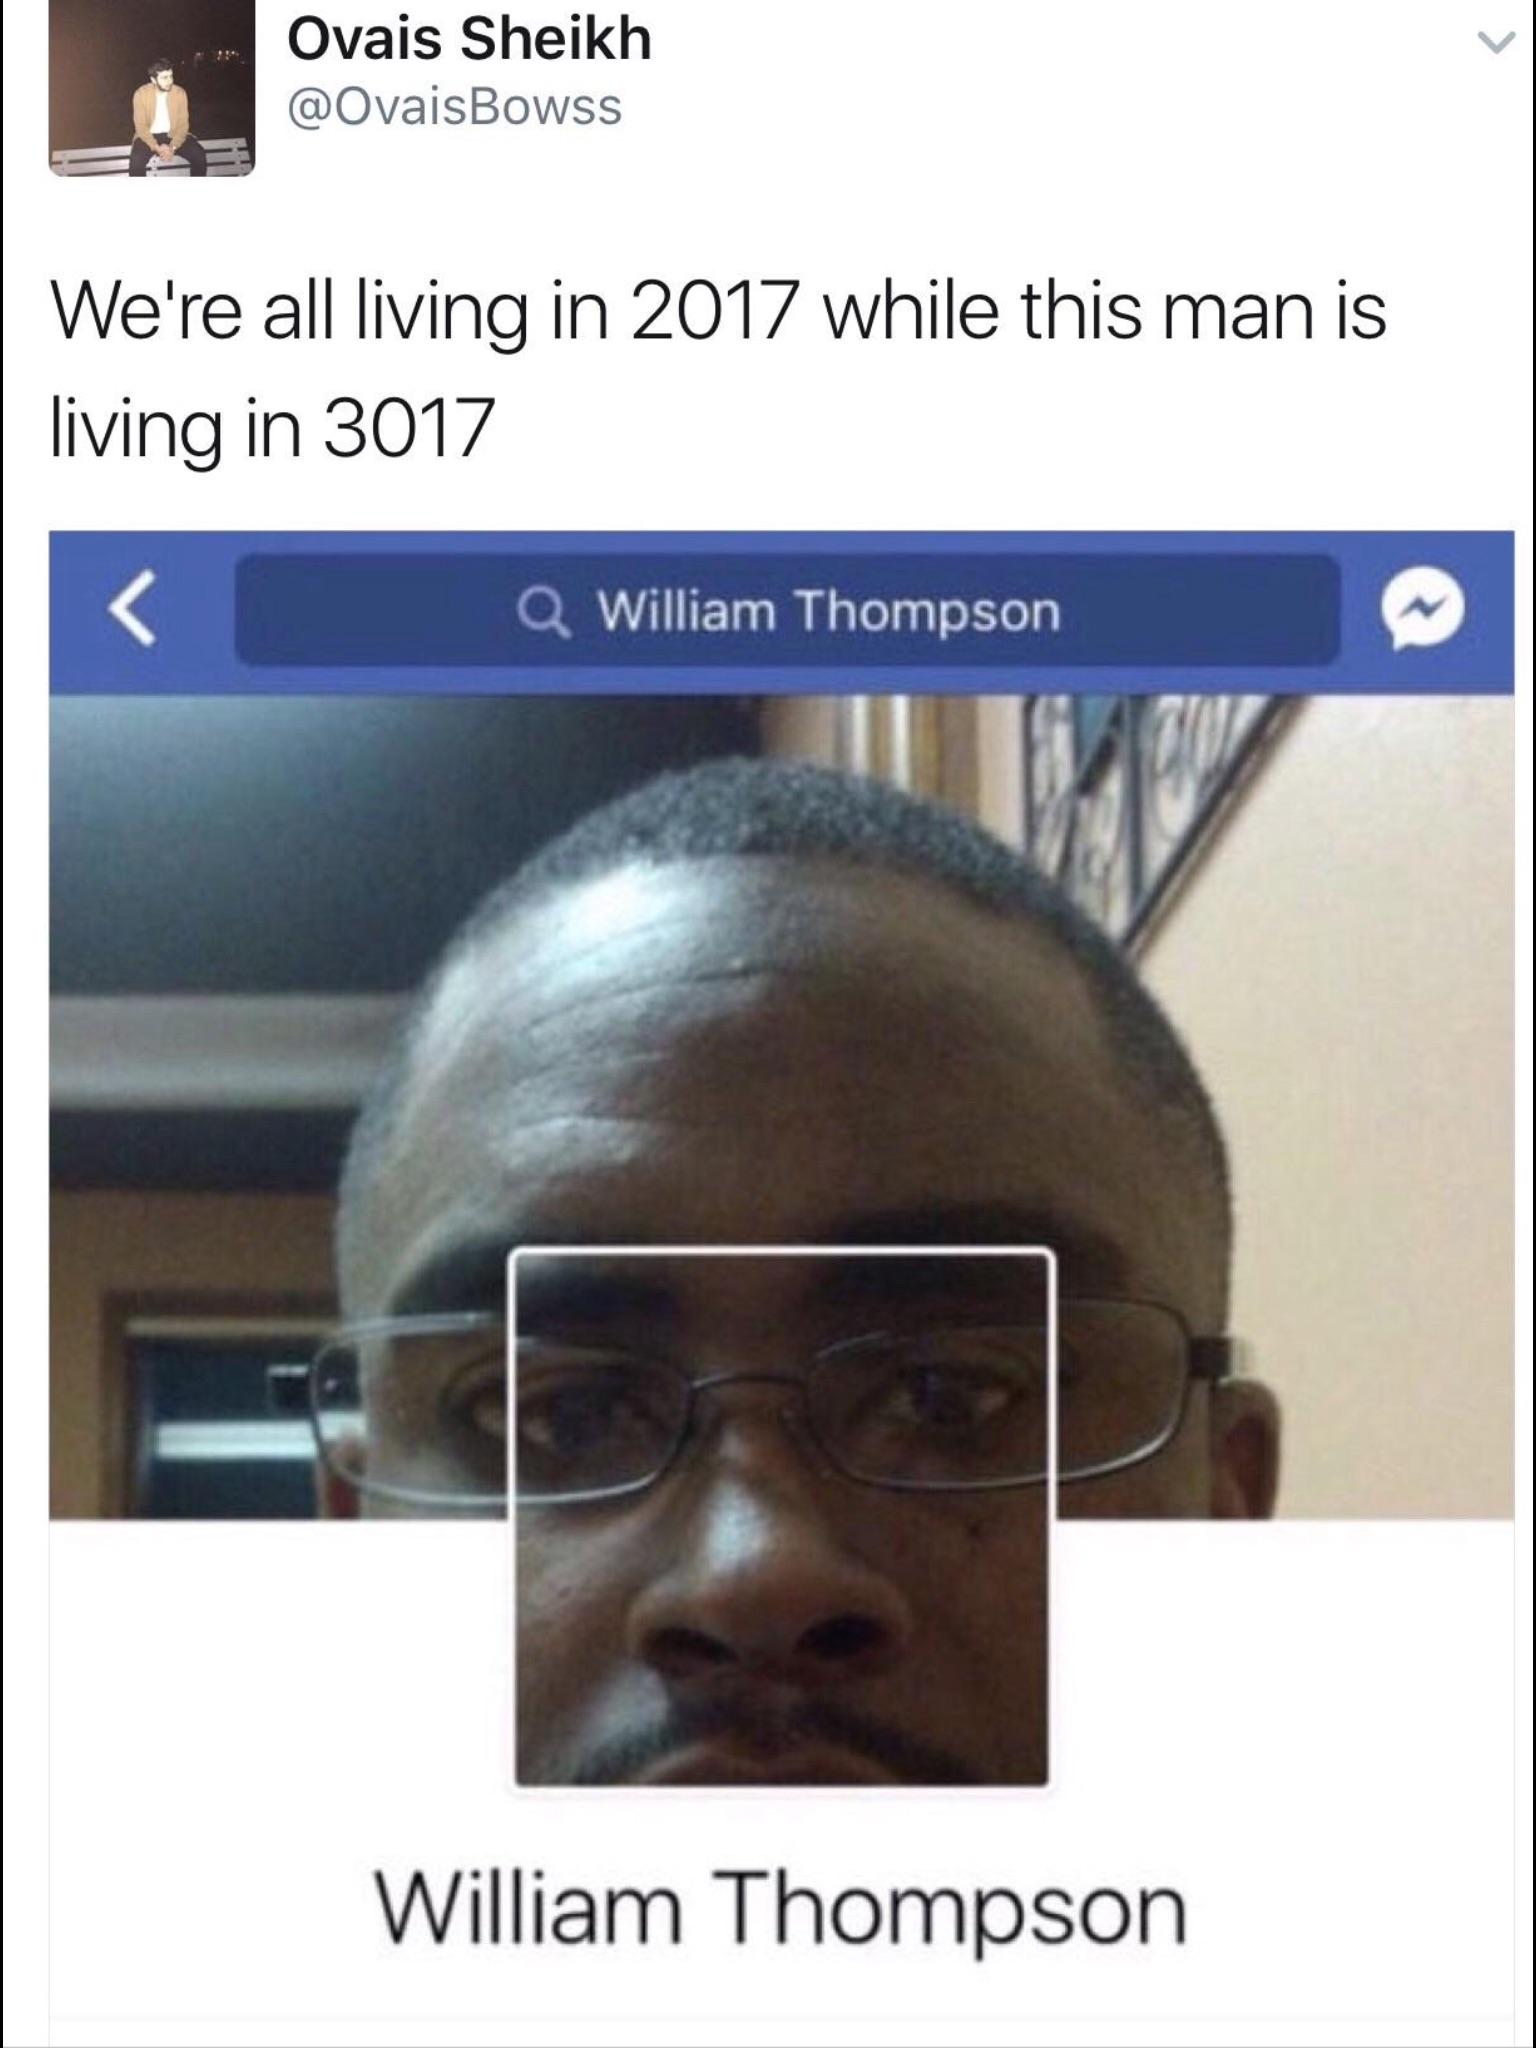 Ovais Sheikh
@OvaisBowss
We're all living in 2017 while this man is
living in 3017
William Thompson
William Thompson